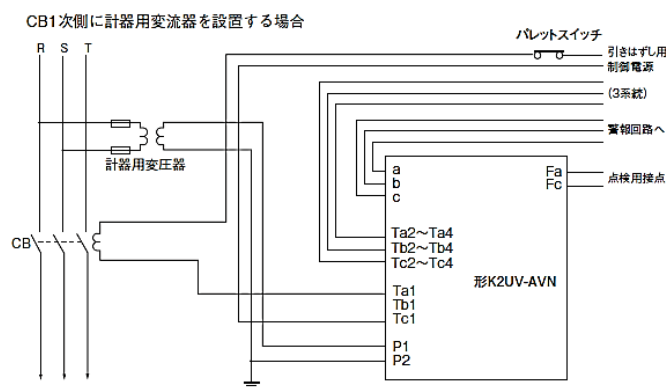 CB1次側に計器用変流器を設置する場合
R S T
パレットスイッチ
引きはずし用
制御電源
(3系統)
警報回路へ
計器用変圧器
a
b
c
Fa
Fc
点検用接点
CB
Ta2～Ta4
Tb2～Tb4
Tc2～Tc4
形K2UV-AVN
Ta1
Tb1
Tc1
P1
P2